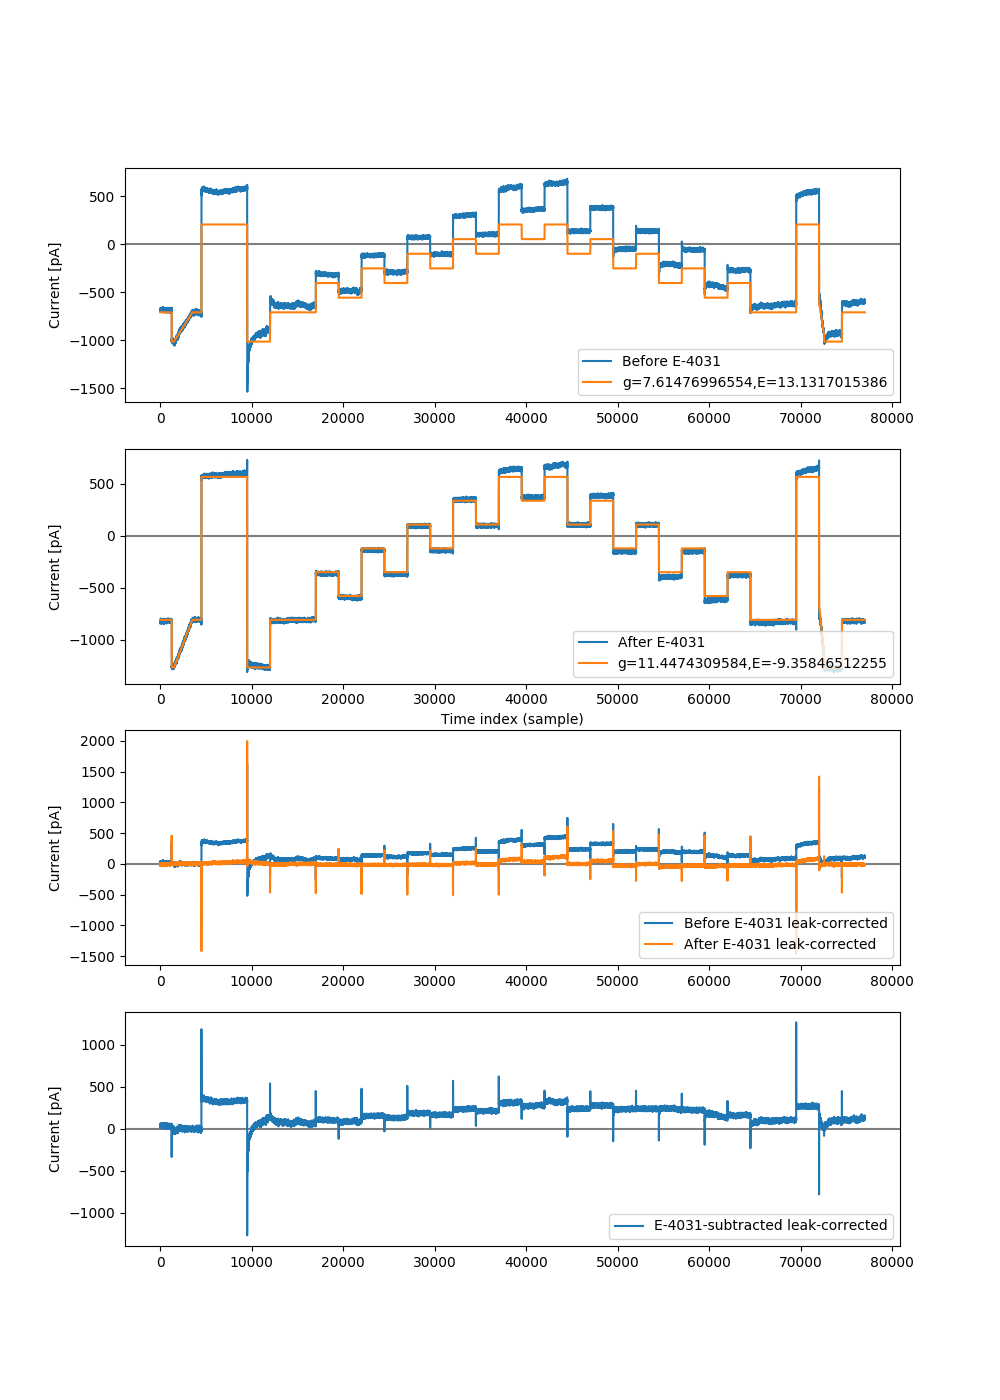 500
0
−500
−1000
−1500
Current [pA]
Before E-4031
g=7.61476996554,E=13.1317015386
0 10000 20000 30000 40000 50000 60000 70000 80000
500
0
−500
−1000
Current [pA]
After E-4031
g=11.4474309584,E=-9.35846512255
0 10000 20000 30000 40000 50000 60000 70000 80000
Time index (sample)
2000
1500
1000
500
0
−500
−1000
−1500
Current [pA]
Before E-4031 leak-corrected
After E-4031 leak-corrected
0 10000 20000 30000 40000 50000 60000 70000 80000
1000
500
0
−500
−1000
Current [pA]
E-4031-subtracted leak-corrected
0 10000 20000 30000 40000 50000 60000 70000 80000